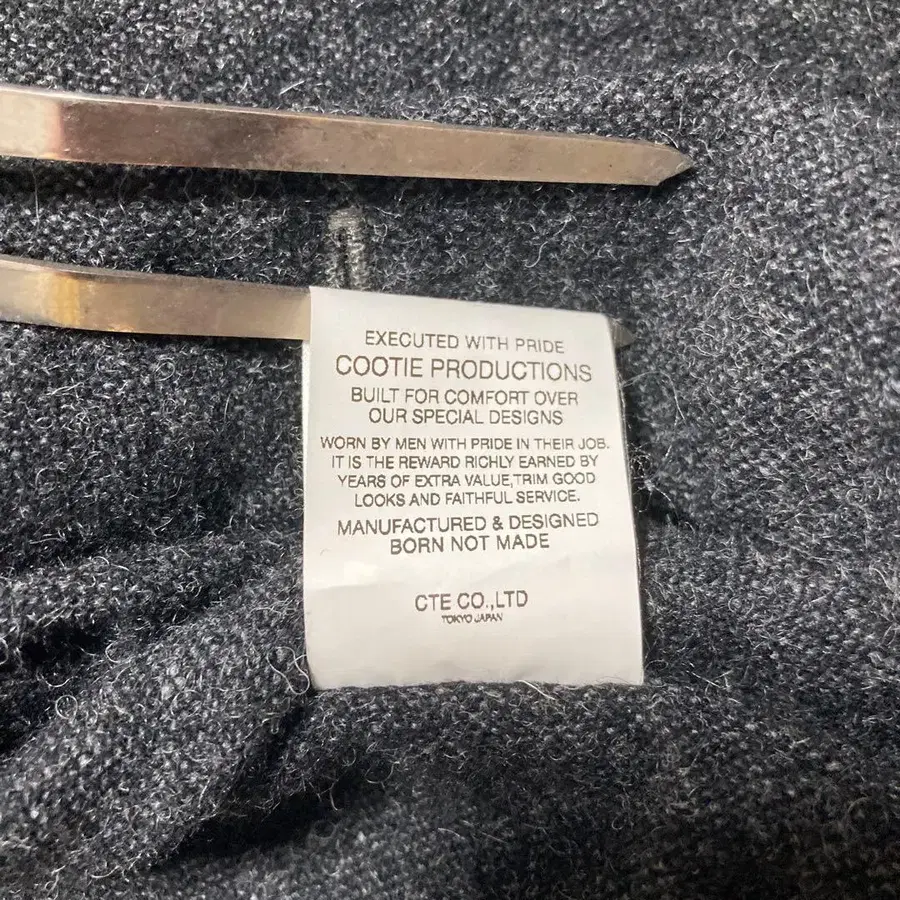 EXECUTED WITH PRIDE
COOTIE PRODUCTIONS
BUILT FOR COMFORT OVER
OUR SPECIAL DESIGNS
WORN BY MEN WITH PRIDE IN THEIR JOB.
IT IS THE REWARD RICHLY EARNED BY
YEARS OF EXTRA VALUE,TRIM GOOD
LOOKS AND FAITHFUL SERVICE.
MANUFACTURED & DESIGNED
BORN NOT MADE
CTE CO.,LTD
TOKYO JAPAN